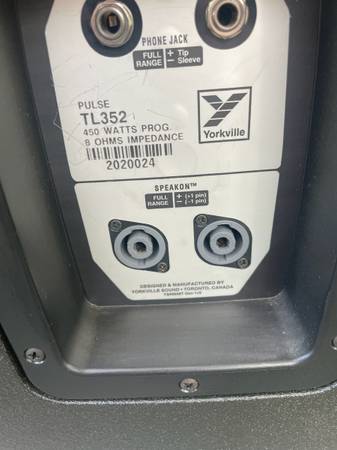 PHONE JACK
FULL RANGE + Tip − Sleeve
PULSE
TL352
450 WATTS PROG.
8 OHMS IMPEDANCE
2020024
Yorkville
SPEAKON™
FULL RANGE + (+1 pin) − (−1 pin)
DESIGNED & MANUFACTURED BY
YORKVILLE SOUND • TORONTO, CANADA